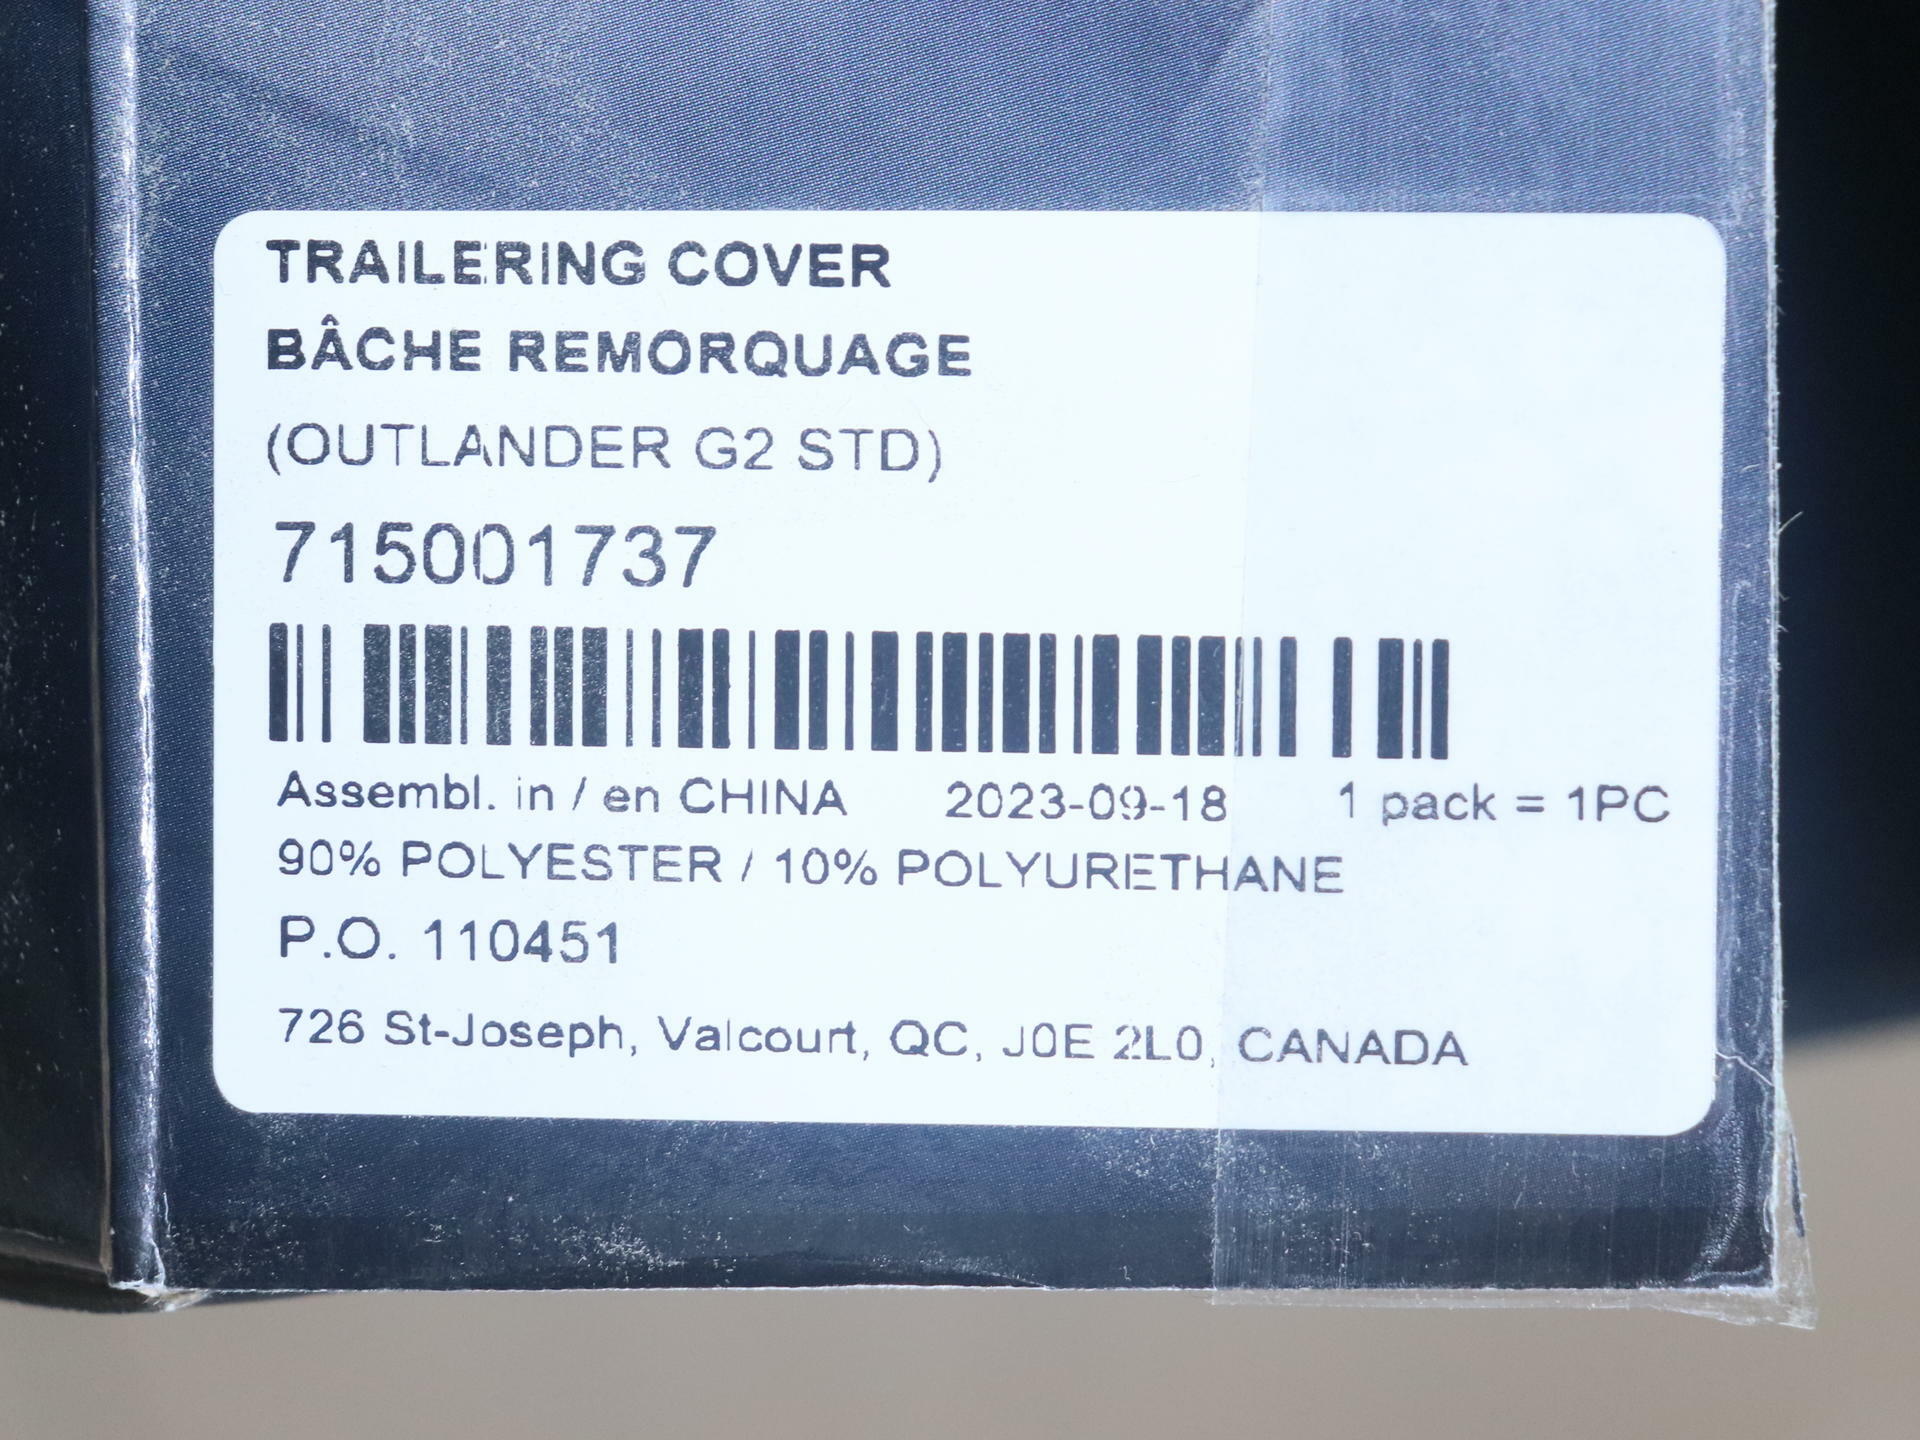 TRAILERING COVER
BÂCHE REMORQUAGE
(OUTLANDER G2 STD)
715001737
Assembl. in / en CHINA 2023-09-18 1 pack = 1PC
90% POLYESTER / 10% POLYURETHANE
P.O. 110451
726 St-Joseph, Valcourt, QC, J0E 2L0, CANADA